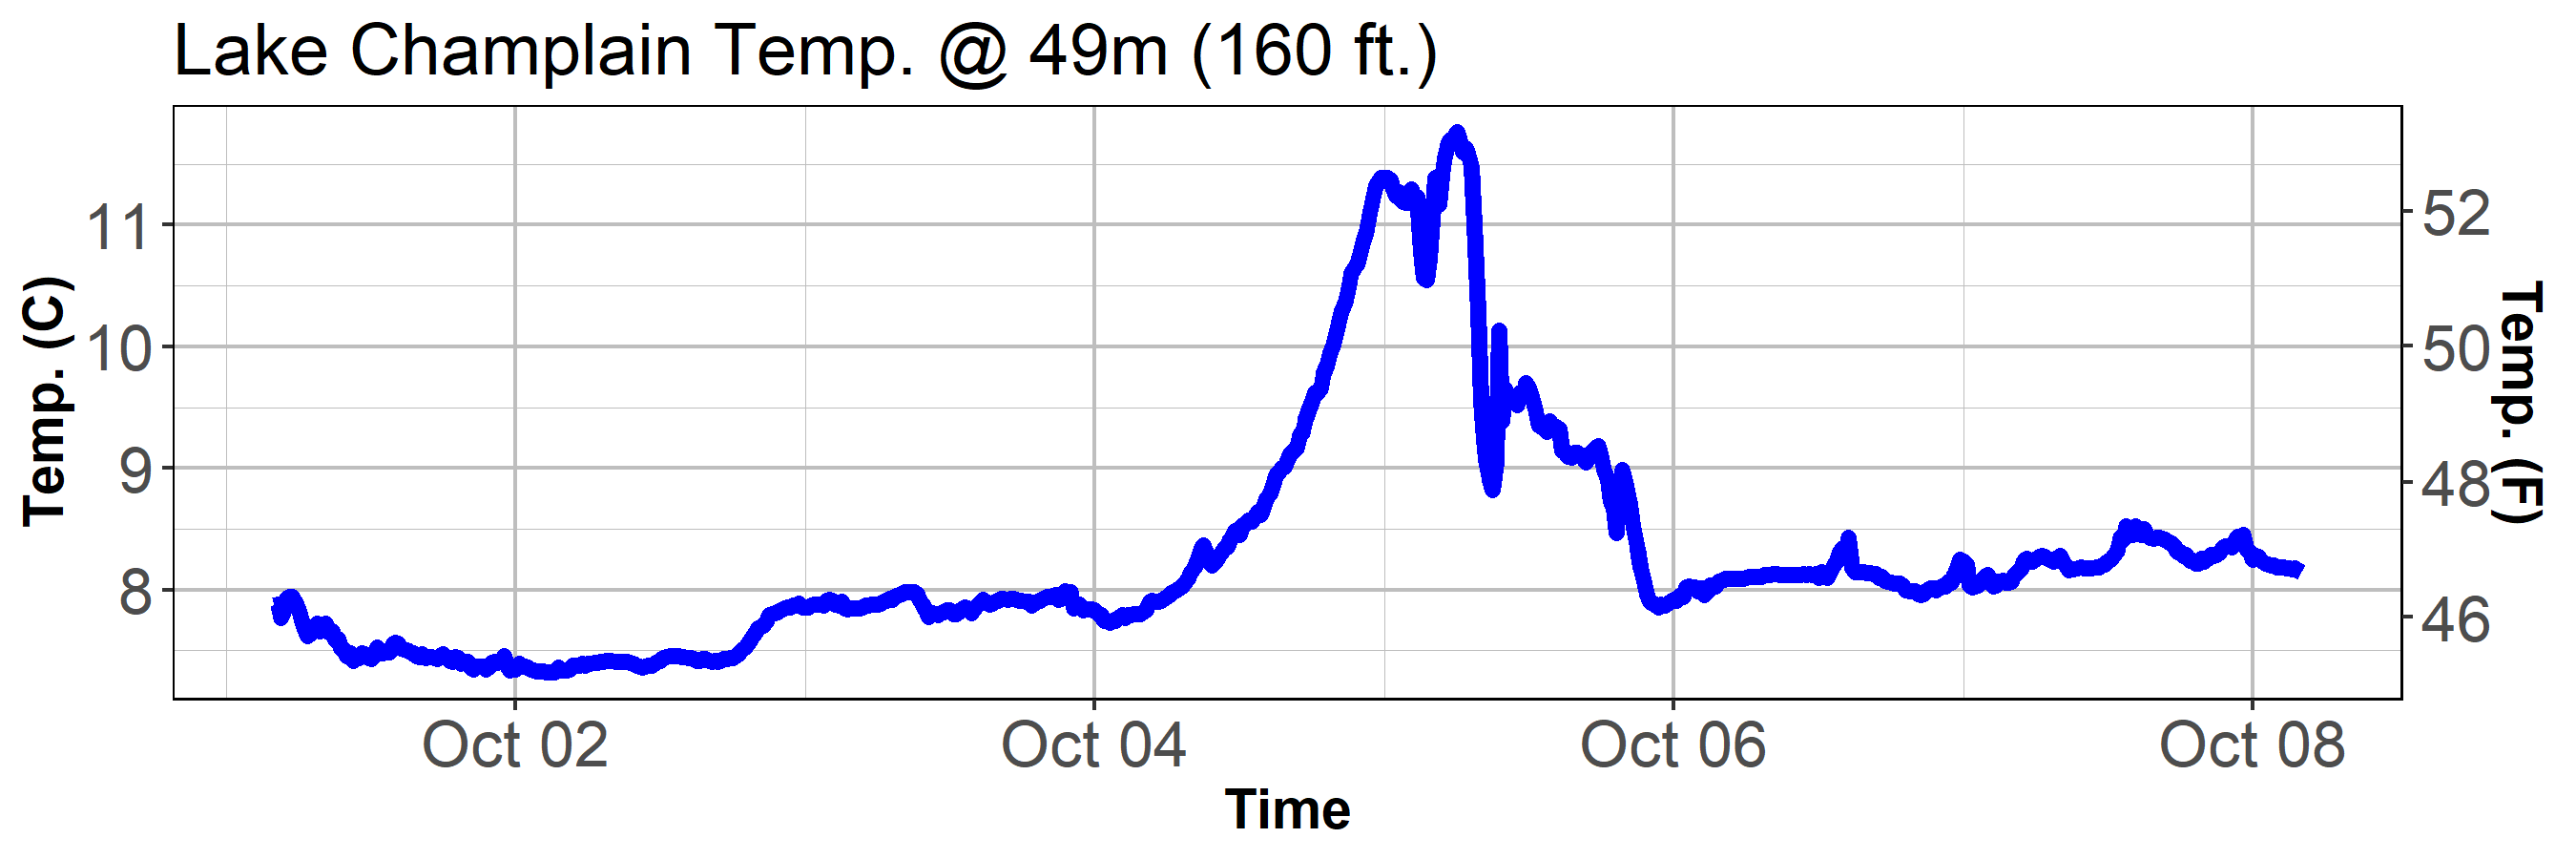 Lake Champlain Temp. @ 49m (160 ft.)
Temp. (C)
11
10
9
8
52
50
48
46
Temp. (F)
Oct 02
Oct 04
Oct 06
Oct 08
Time